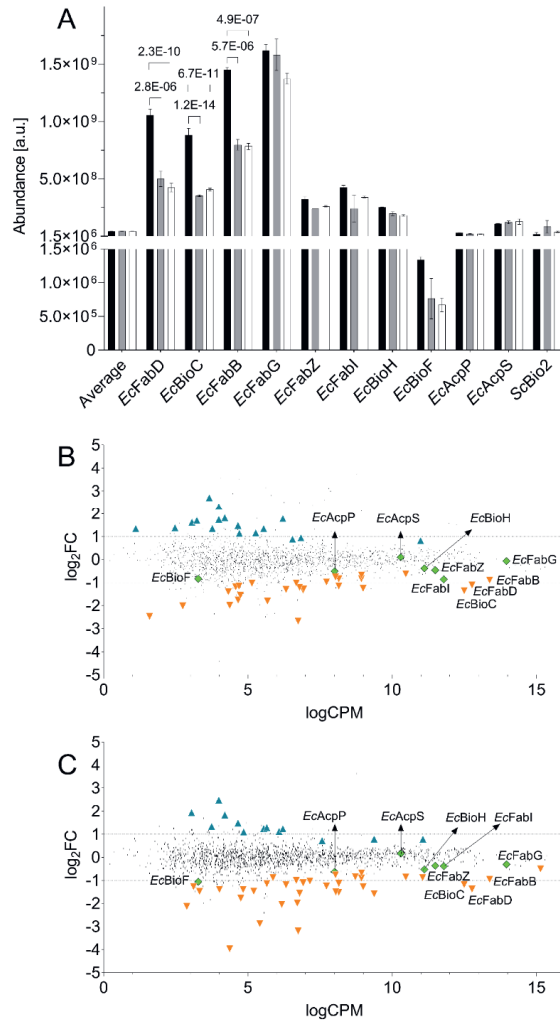 A
4.9E-07
2.3E-10
5.7E-06
2.8E-06
6.7E-11
1.2E-14
Abundance [a.u.]
1.5×10⁹
1.0×10⁹
5.0×10⁸
1.5×10⁶
1.5×10⁶
1.0×10⁶
5.0×10⁵
0
Average
EcFabD
EcBioC
EcFabB
EcFabG
EcFabZ
EcFabI
EcBioH
EcBioF
EcAcpP
EcAcpS
ScBio2
B
log₂FC
5
4
3
2
1
0
-1
-2
-3
-4
-5
EcAcpP
EcAcpS
EcBioH
EcBioF
EcFabZ
EcFabG
EcFabI
EcFabB
EcFabD
EcBioC
0 5 10 15
logCPM
C
log₂FC
5
4
3
2
1
0
-1
-2
-3
-4
-5
EcAcpP
EcAcpS
EcBioH
EcFabI
EcBioF
EcFabG
EcFabZ
EcFabB
EcBioC
EcFabD
0 5 10 15
logCPM